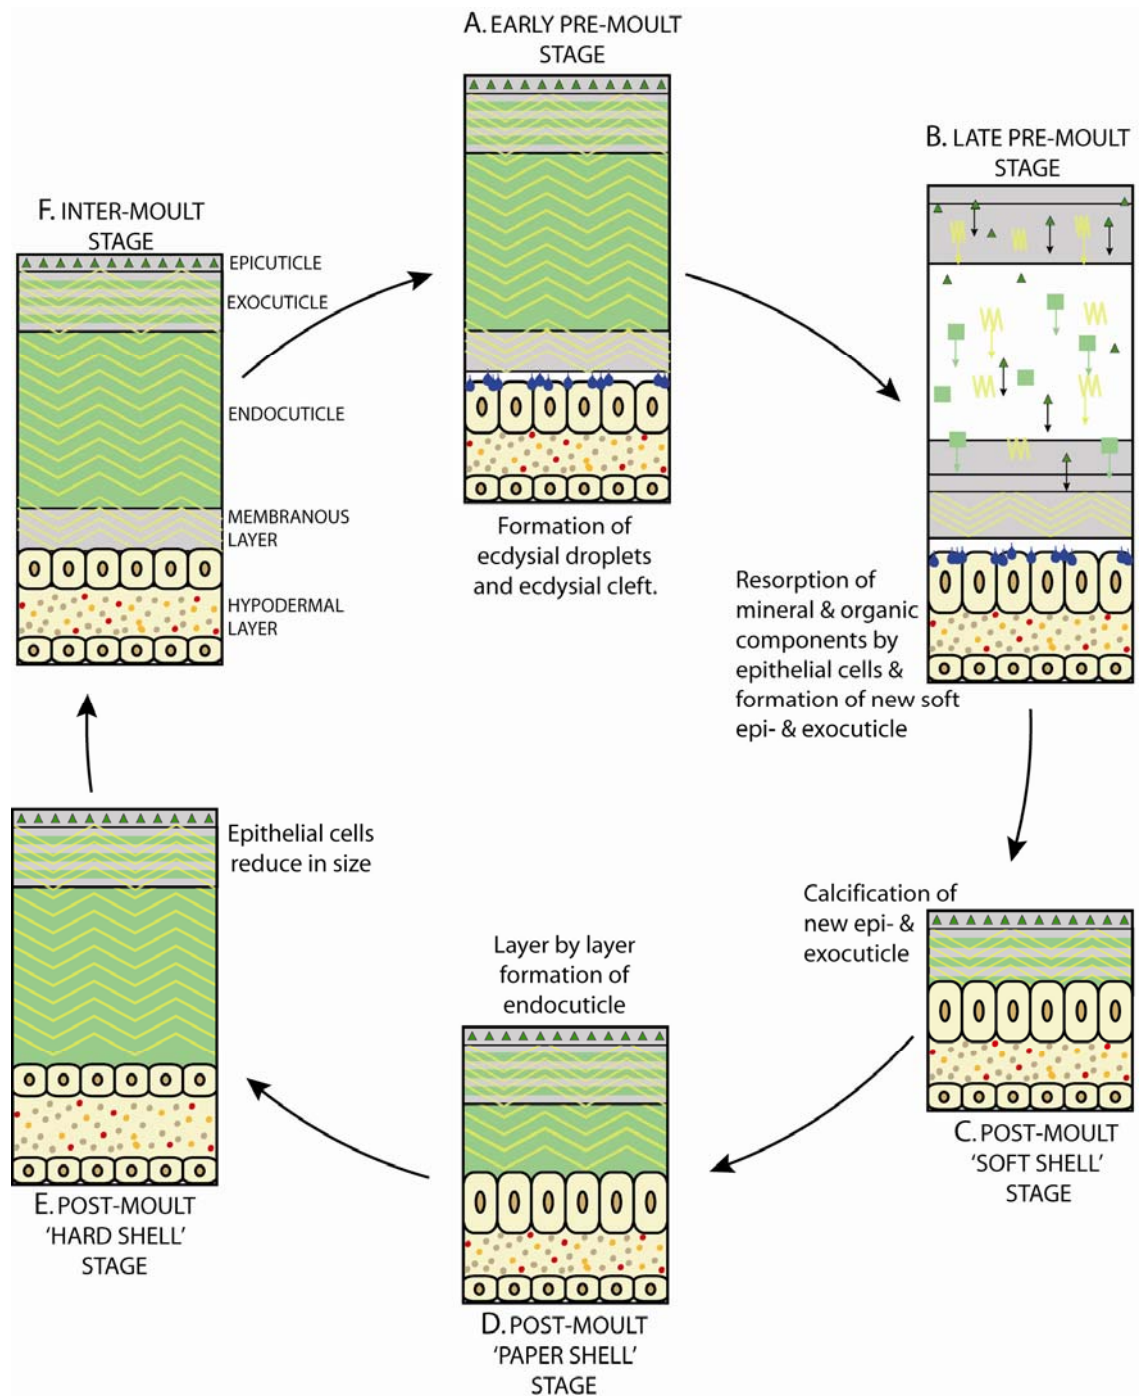 A. EARLY PRE-MOULT
STAGE
Formation of
ecdysial droplets
and ecdysial cleft.
B. LATE PRE-MOULT
STAGE
Resorption of
mineral & organic
components by
epithelial cells &
formation of new soft
epi- & exocuticle
Calcification of
new epi- &
exocuticle
C. POST-MOULT
'SOFT SHELL'
STAGE
Layer by layer
formation of
endocuticle
D. POST-MOULT
'PAPER SHELL'
STAGE
Epithelial cells
reduce in size
E. POST-MOULT
'HARD SHELL'
STAGE
F. INTER-MOULT
STAGE
EPICUTICLE
EXOCUTICLE
ENDOCUTICLE
MEMBRANOUS
LAYER
HYPODERMAL
LAYER